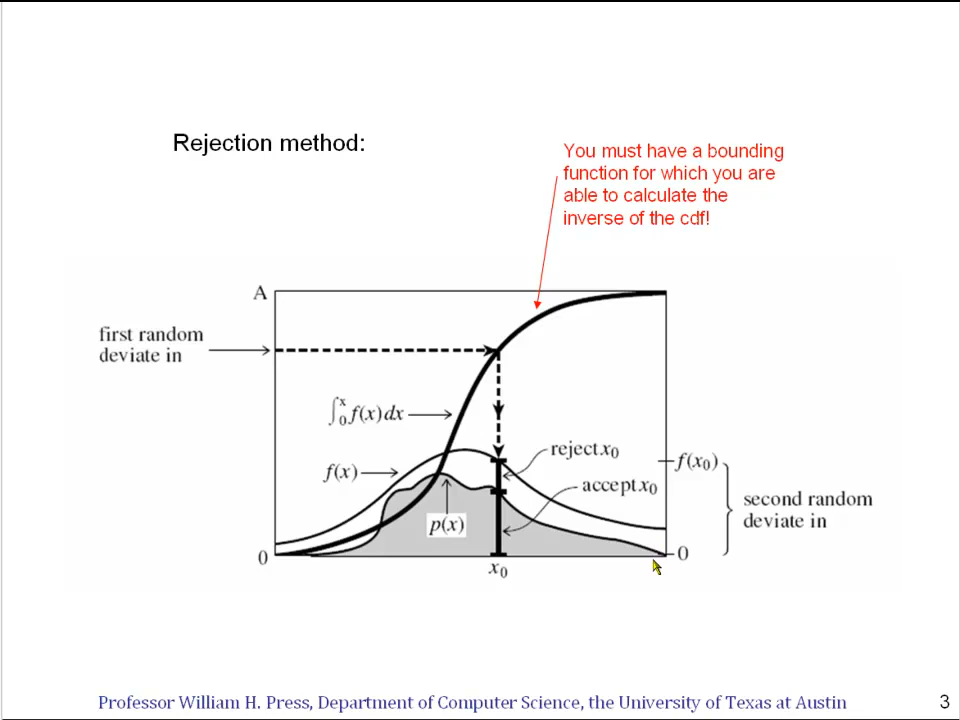 Rejection method:
You must have a bounding
function for which you are
able to calculate the
inverse of the cdf!
A
first random
deviate in
∫₀ˣ f(x)dx
reject x₀
f(x)
f(x₀)
accept x₀
second random
deviate in
p(x)
0
0
x₀
Professor William H. Press, Department of Computer Science, the University of Texas at Austin
3